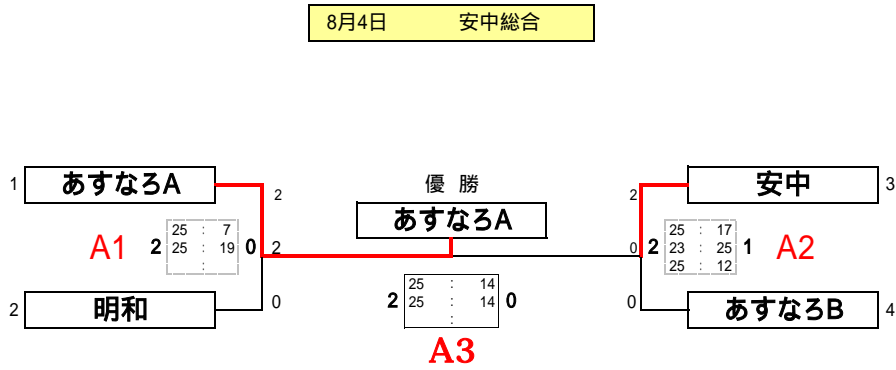 8月4日 安中総合
1 あすなろA 2
優 勝
あすなろA
2 安中 3
A1 2 25 : 7 0 2
25 : 19
:
0 2 25 : 17 1 A2
23 : 25
25 : 12
2 明和 0
2 25 : 14 0
25 : 14
:
A3
0 あすなろB 4